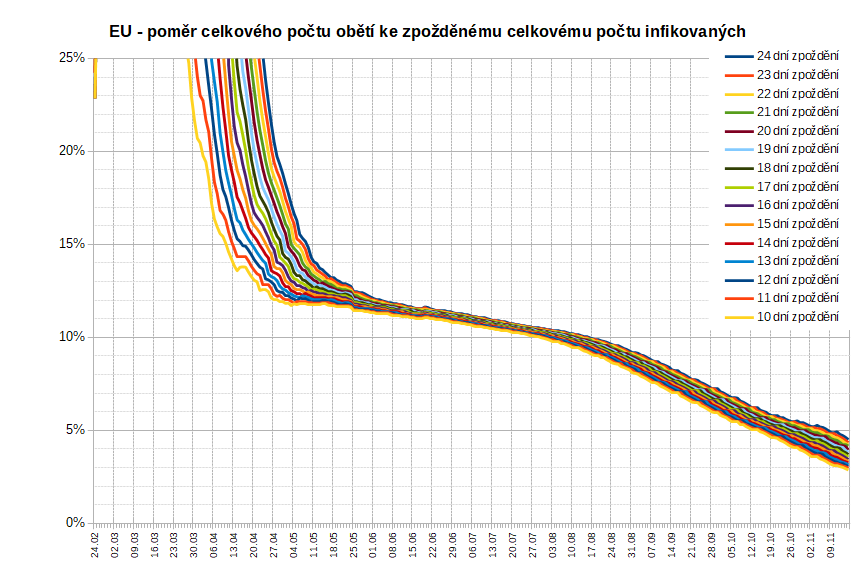 EU - poměr celkového počtu obětí ke zpožděnému celkovému počtu infikovaných
25%
20%
15%
10%
5%
0%
24 dní zpoždění
23 dní zpoždění
22 dní zpoždění
21 dní zpoždění
20 dní zpoždění
19 dní zpoždění
18 dní zpoždění
17 dní zpoždění
16 dní zpoždění
15 dní zpoždění
14 dní zpoždění
13 dní zpoždění
12 dní zpoždění
11 dní zpoždění
10 dní zpoždění
24.02
02.03
09.03
16.03
23.03
30.03
06.04
13.04
20.04
27.04
04.05
11.05
18.05
25.05
01.06
08.06
15.06
22.06
29.06
06.07
13.07
20.07
27.07
03.08
10.08
17.08
24.08
31.08
07.09
14.09
21.09
28.09
05.10
12.10
19.10
26.10
02.11
09.11